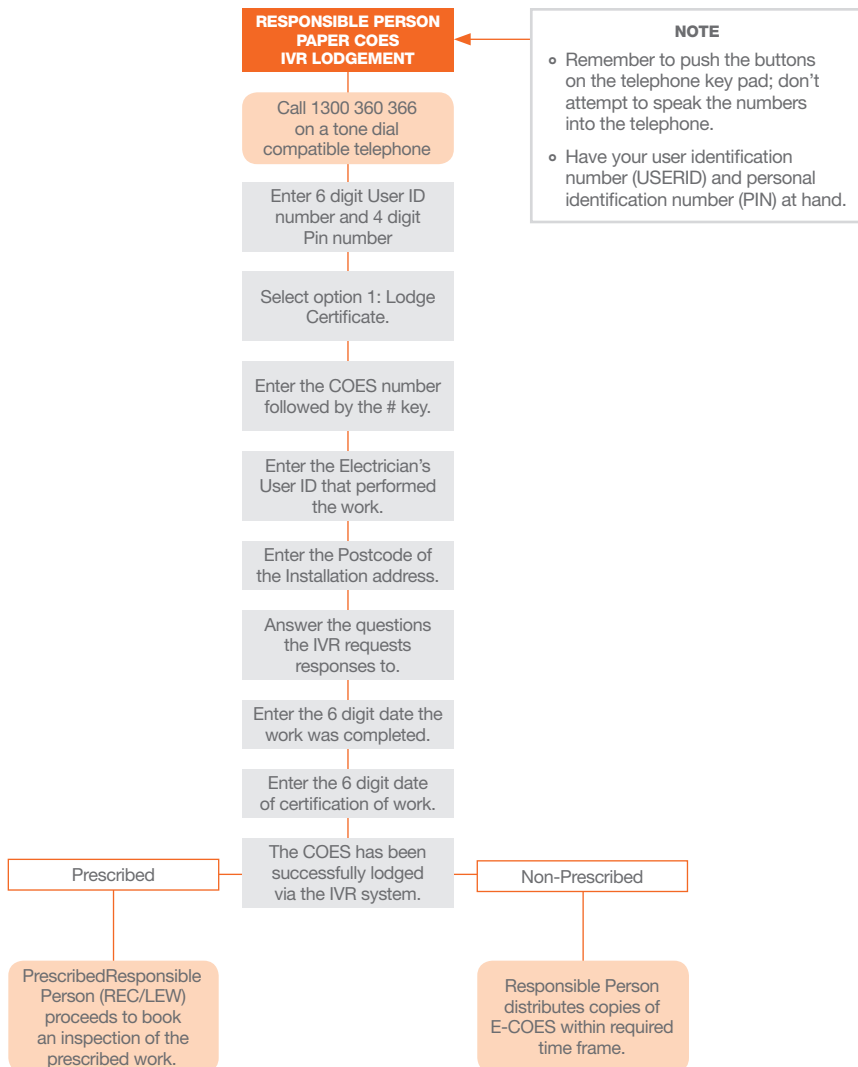 RESPONSIBLE PERSON
PAPER COES
IVR LODGEMENT
NOTE
Remember to push the buttons
on the telephone key pad; don’t
attempt to speak the numbers
into the telephone.
Have your user identification
number (USERID) and personal
identification number (PIN) at hand.
Call 1300 360 366
on a tone dial
compatible telephone
Enter 6 digit User ID
number and 4 digit
Pin number
Select option 1: Lodge
Certificate.
Enter the COES number
followed by the # key.
Enter the Electrician’s
User ID that performed
the work.
Enter the Postcode of
the Installation address.
Answer the questions
the IVR requests
responses to.
Enter the 6 digit date the
work was completed.
Enter the 6 digit date
of certification of work.
The COES has been
successfully lodged
via the IVR system.
Prescribed
Non-Prescribed
PrescribedResponsible
Person (REC/LEW)
proceeds to book
an inspection of the
prescribed work.
Responsible Person
distributes copies of
E-COES within required
time frame.